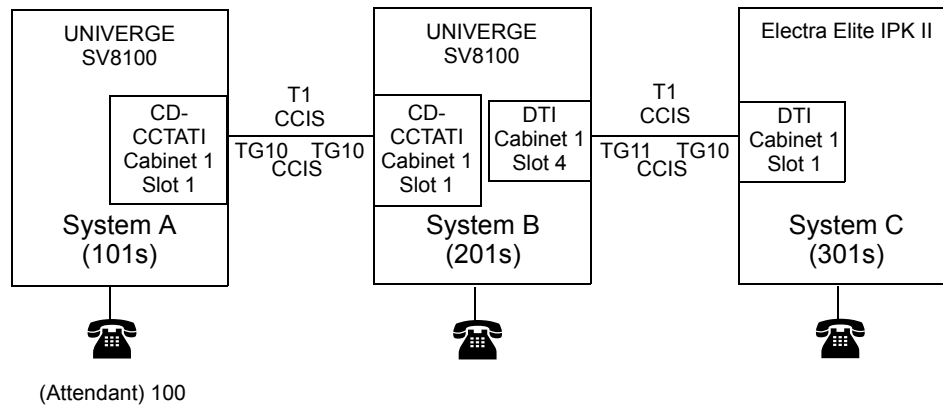 UNIVERGE
SV8100
CD-
CCTATI
Cabinet 1
Slot 1
System A
(101s)
(Attendant) 100
T1
CCIS
TG10 TG10
CCIS
UNIVERGE
SV8100
CD-
CCTATI
Cabinet 1
Slot 1
DTI
Cabinet 1
Slot 4
System B
(201s)
T1
CCIS
TG11 TG10
CCIS
Electra Elite IPK II
DTI
Cabinet 1
Slot 1
System C
(301s)